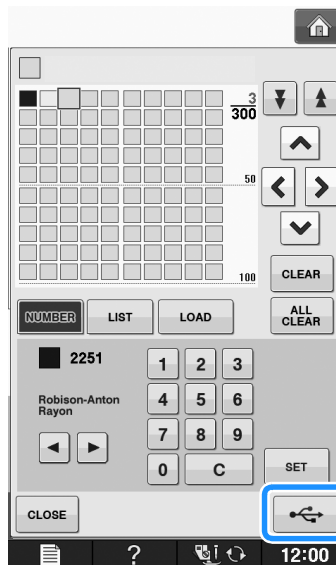 3
300
50
100
CLEAR
NUMBER LIST LOAD
ALL
CLEAR
2251
Robison-Anton
Rayon
1 2 3
4 5 6
7 8 9
0 C
SET
CLOSE
? 12:00